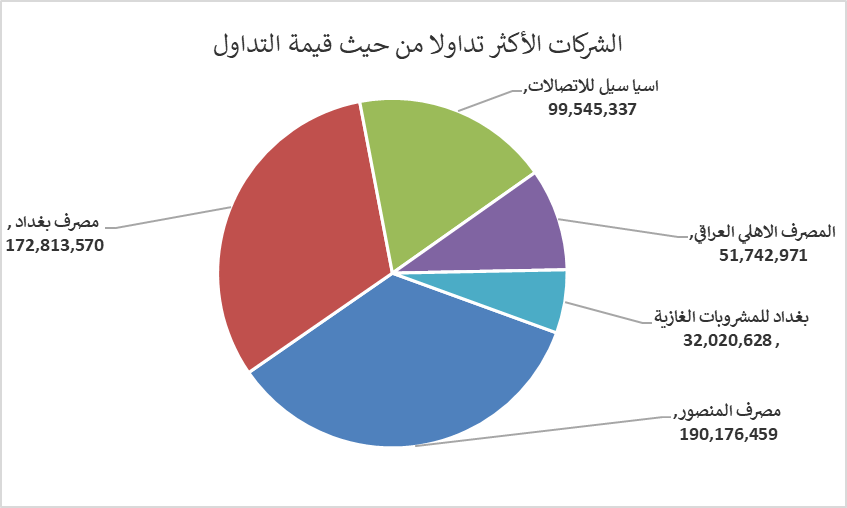 الشركات الأكثر تداولا من حيث قيمة التداول
اسيا سيل للاتصالات,
99,545,337
المصرف الاهلي العراقي,
51,742,971
بغداد للمشروبات الغازية
, 32,020,628
مصرف المنصور,
190,176,459
مصرف بغداد ,
172,813,570